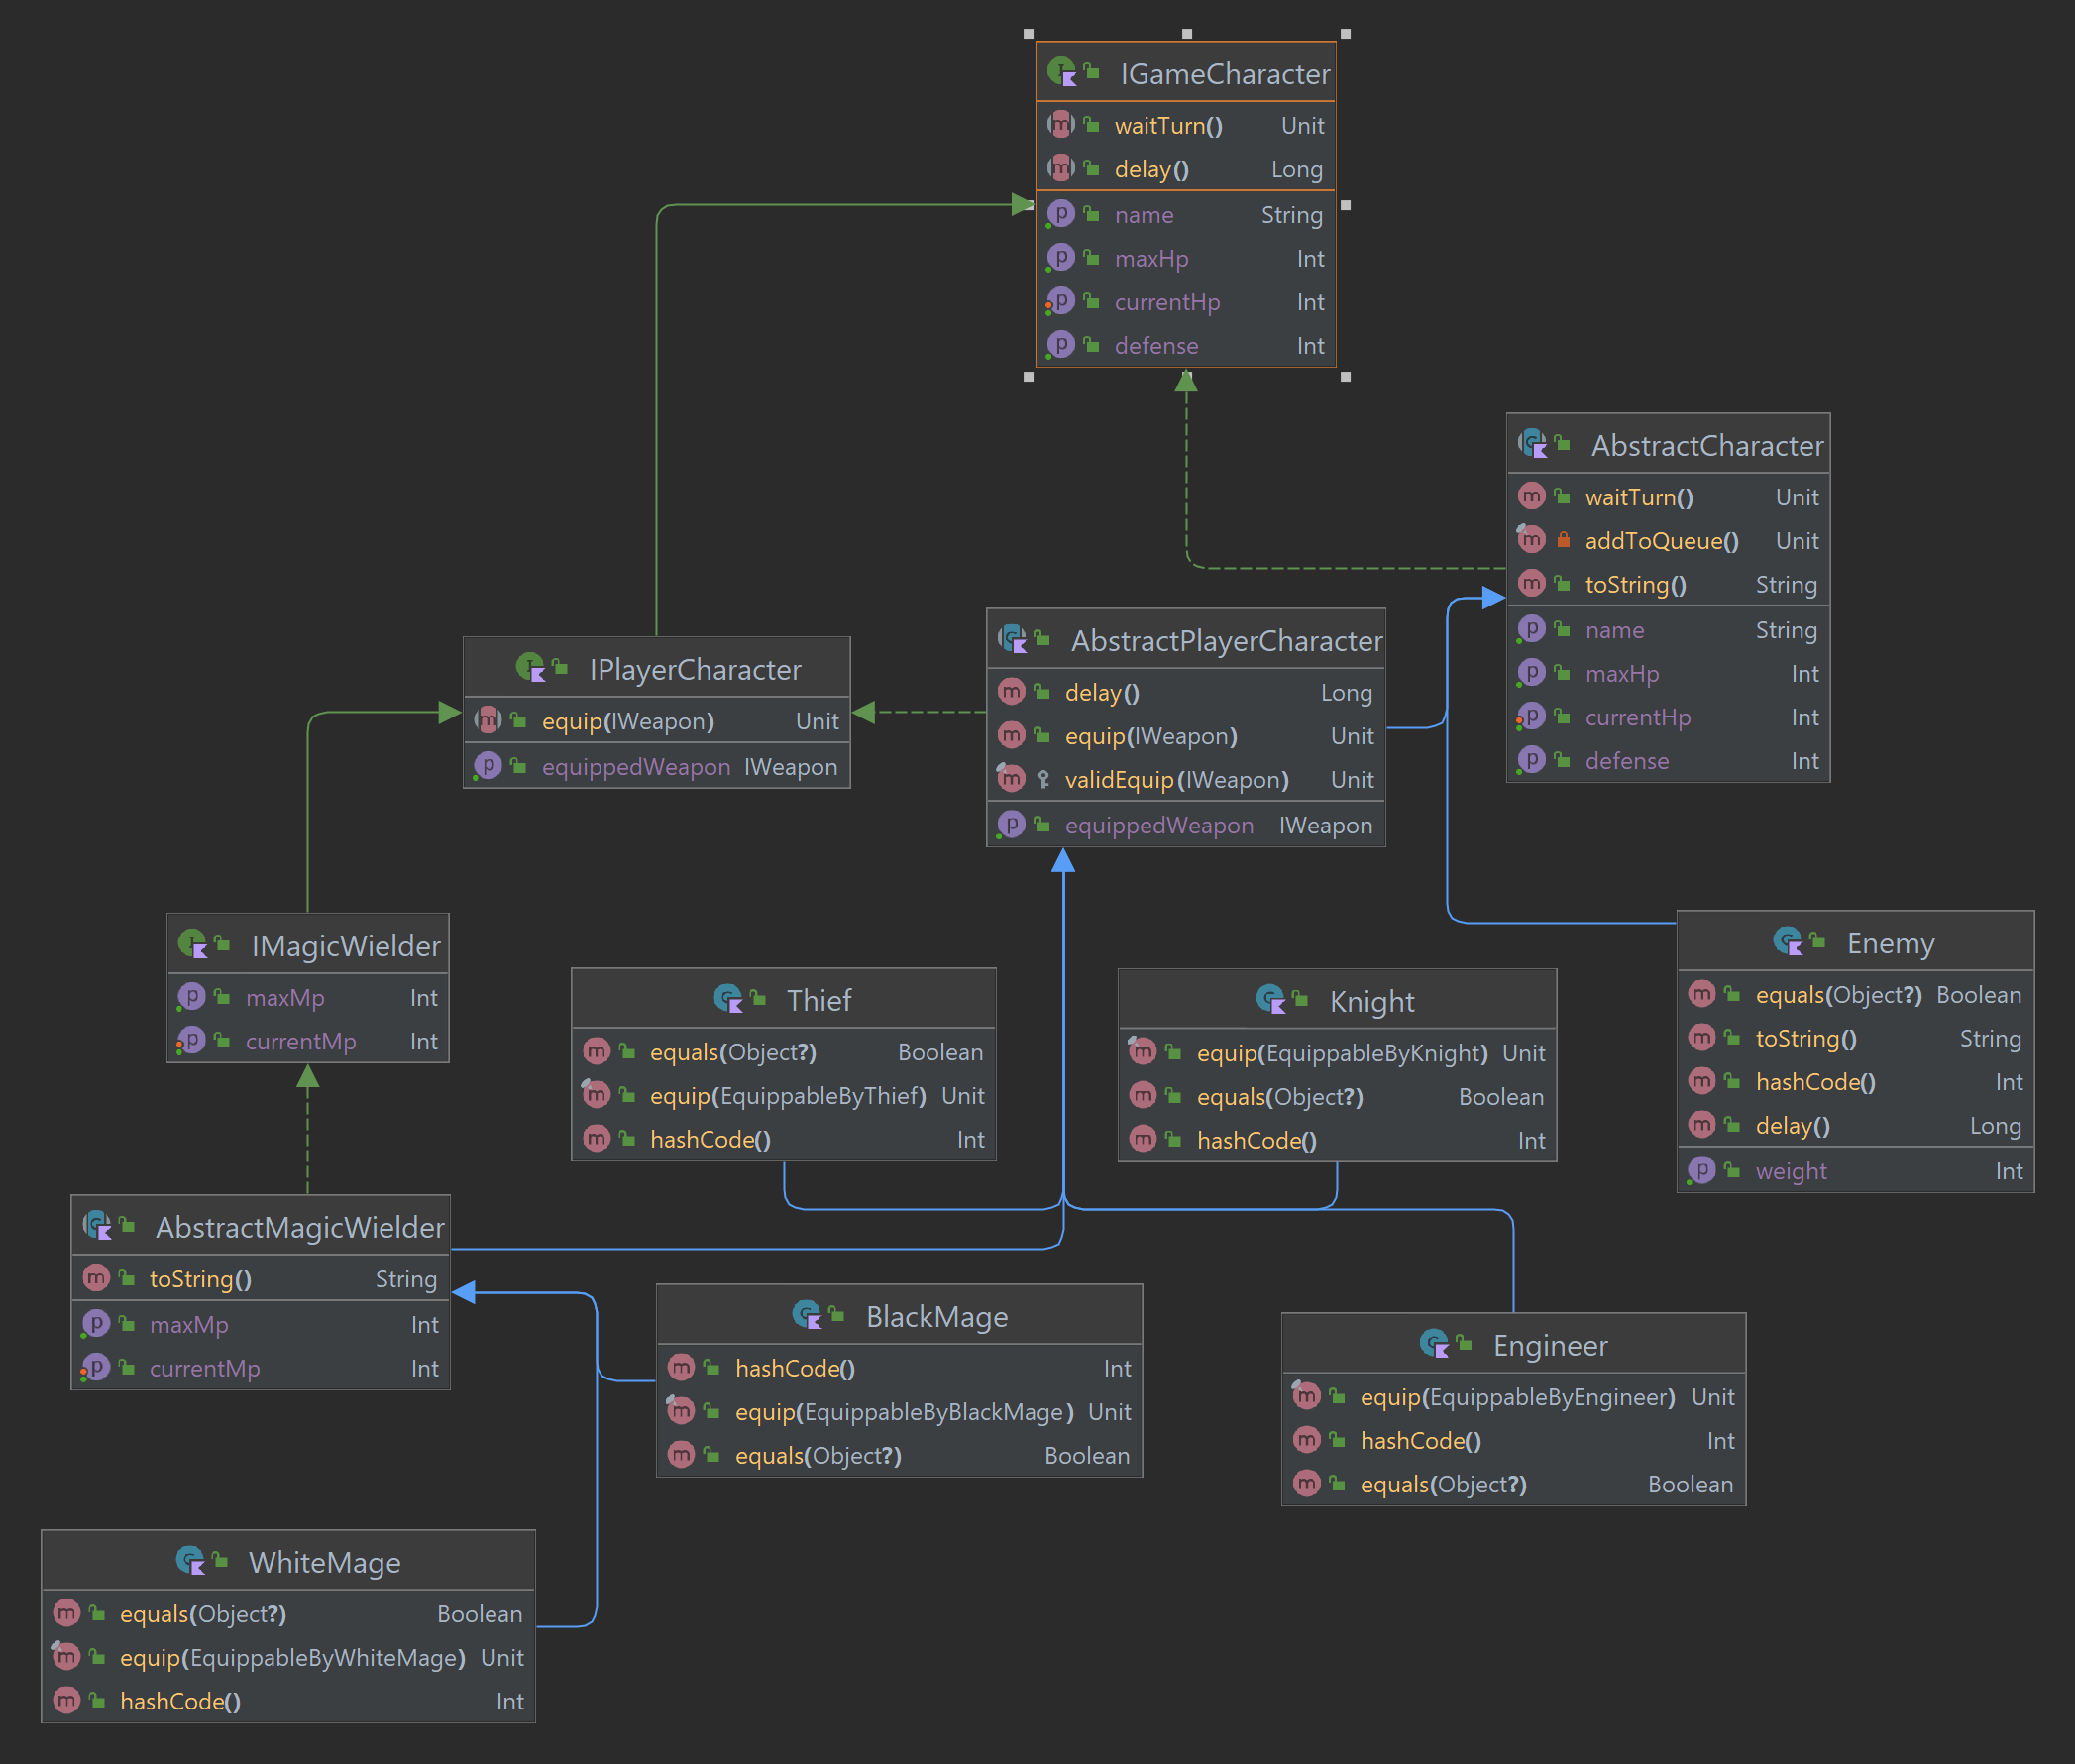 IGameCharacter
waitTurn() Unit
delay() Long
name String
maxHp Int
currentHp Int
defense Int
AbstractCharacter
waitTurn() Unit
addToQueue() Unit
toString() String
name String
maxHp Int
currentHp Int
defense Int
IPlayerCharacter
equip(IWeapon) Unit
equippedWeapon IWeapon
AbstractPlayerCharacter
delay() Long
equip(IWeapon) Unit
validEquip(IWeapon) Unit
equippedWeapon IWeapon
IMagicWielder
maxMp Int
currentMp Int
Thief
equals(Object?) Boolean
equip(EquippableByThief) Unit
hashCode() Int
Knight
equip(EquippableByKnight) Unit
equals(Object?) Boolean
hashCode() Int
Enemy
equals(Object?) Boolean
toString() String
hashCode() Int
delay() Long
weight Int
AbstractMagicWielder
toString() String
maxMp Int
currentMp Int
BlackMage
hashCode() Int
equip(EquippableByBlackMage) Unit
equals(Object?) Boolean
Engineer
equip(EquippableByEngineer) Unit
hashCode() Int
equals(Object?) Boolean
WhiteMage
equals(Object?) Boolean
equip(EquippableByWhiteMage) Unit
hashCode() Int